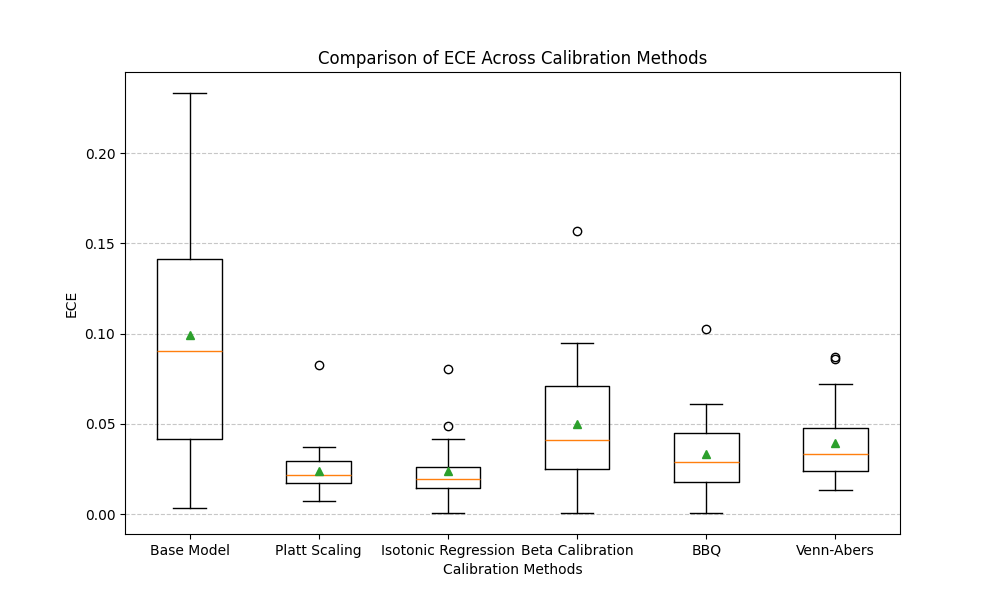 Comparison of ECE Across Calibration Methods
0.20
0.15
0.10
0.05
0.00
ECE
Base Model Platt Scaling Isotonic Regression Beta Calibration BBQ Venn-Abers
Calibration Methods